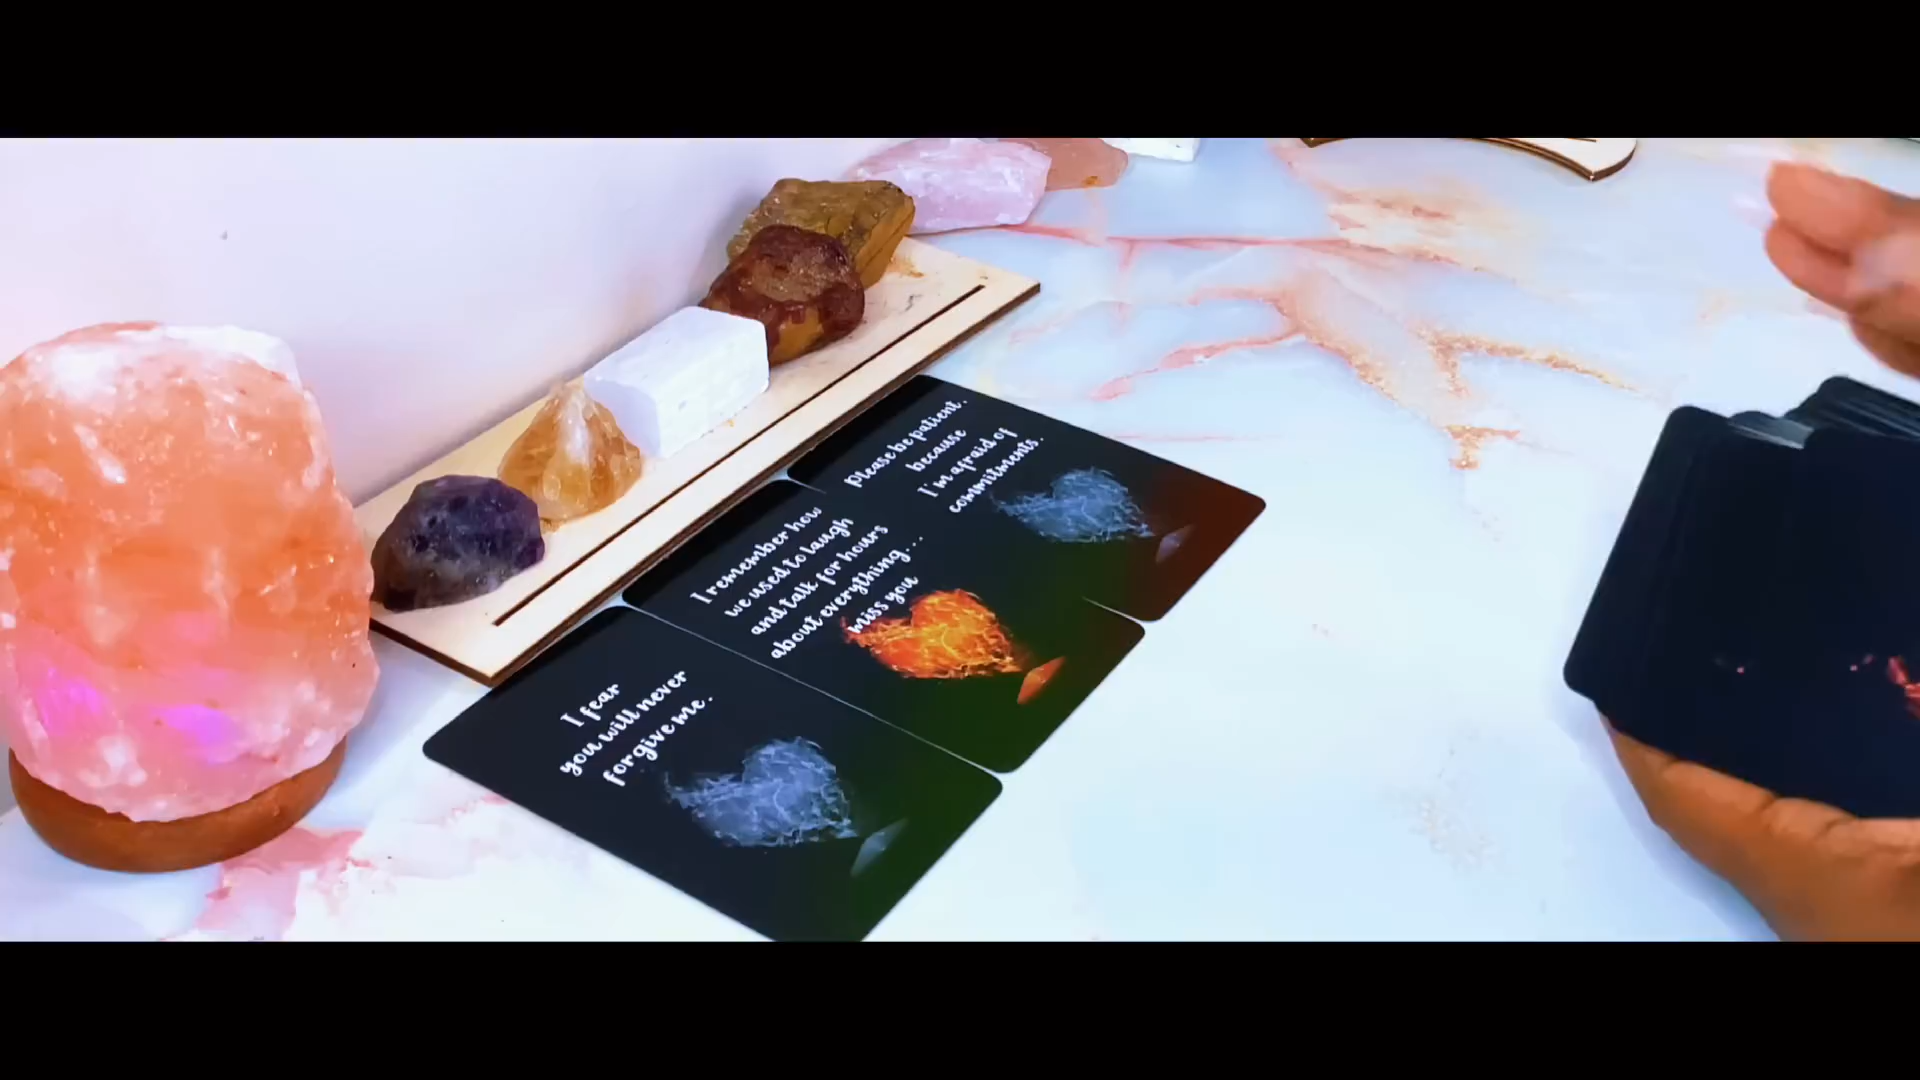 Please be patient.
because
I'm afraid of
commitments.
I remember how
we used to laugh
and talk for hours
about everything...
miss you
I fear
you will never
forgive me.